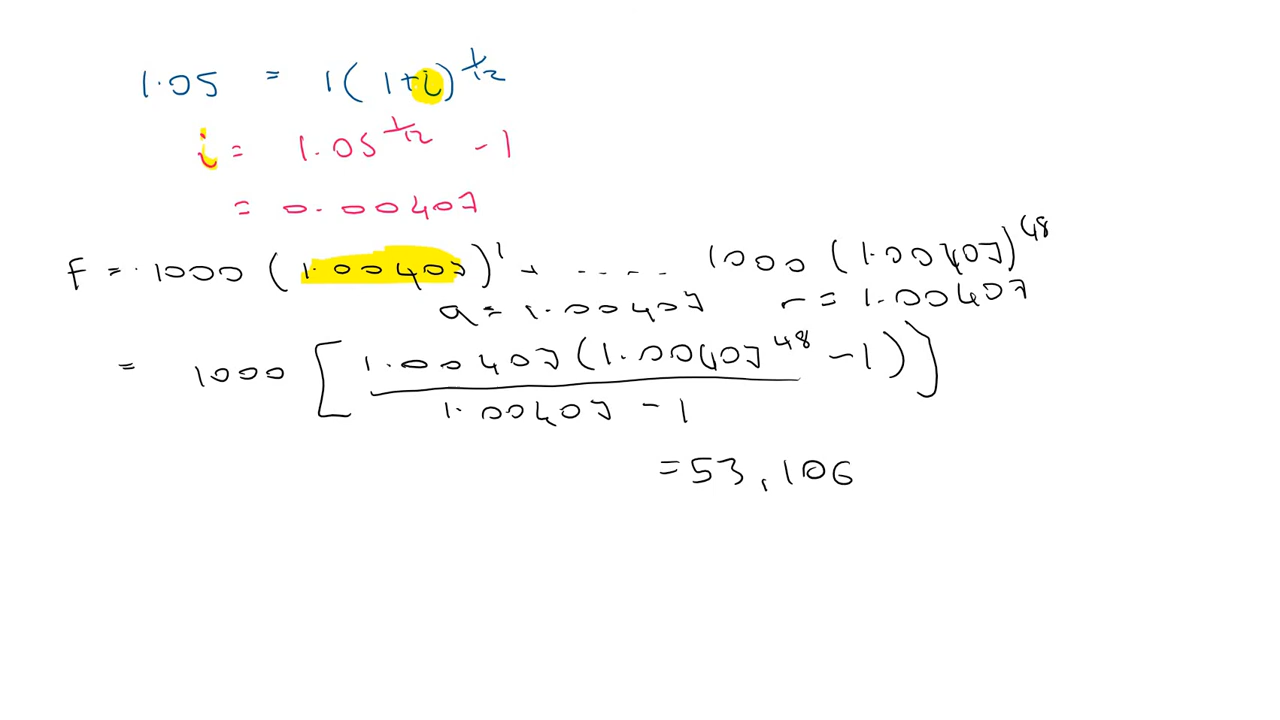 1.05 = 1(1+i)^1/12
i = 1.05^1/12 - 1
= 0.00407
F = 1000 (1.00407)^1 + ..... 1000 (1.00407)^48
a = 1.00407 r = 1.00407
= 1000 [ 1.00407 (1.00407^48 - 1) / 1.00407 - 1 ]
= 53,106